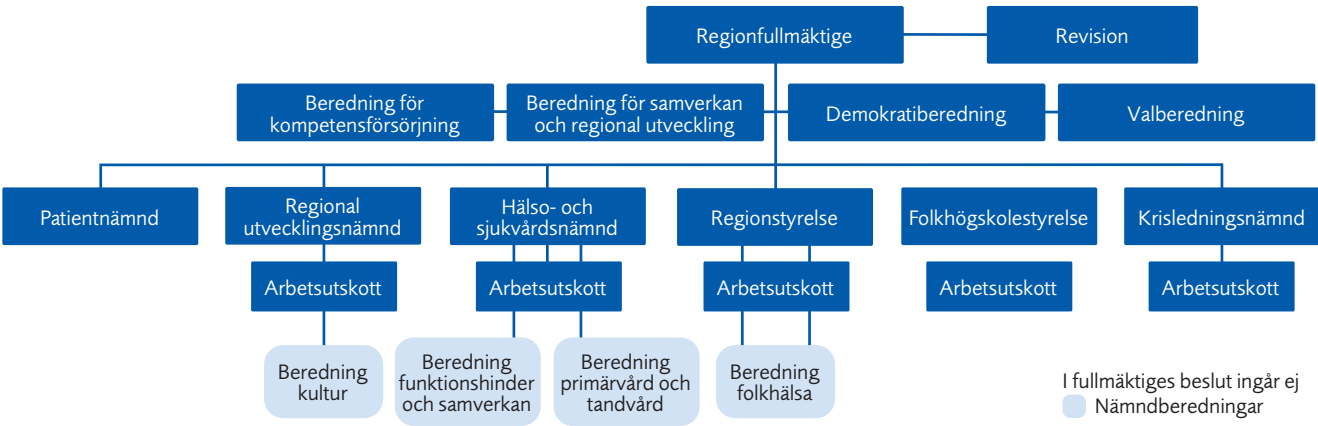 Regionfullmäktige
Revision
Beredning för
kompetensförsörjning
Beredning för samverkan
och regional utveckling
Demokratiberedning
Valberedning
Patientnämnd
Regional
utvecklingsnämnd
Hälso- och
sjukvårdsnämnd
Regionstyrelse
Folkhögskolestyrelse
Krisledningsnämnd
Arbetsutskott
Arbetsutskott
Arbetsutskott
Arbetsutskott
Arbetsutskott
Beredning
kultur
Beredning
funktionshinder
och samverkan
Beredning
primärvård och
tandvård
Beredning
folkhälsa
I fullmäktiges beslut ingår ej
Nämndberedningar